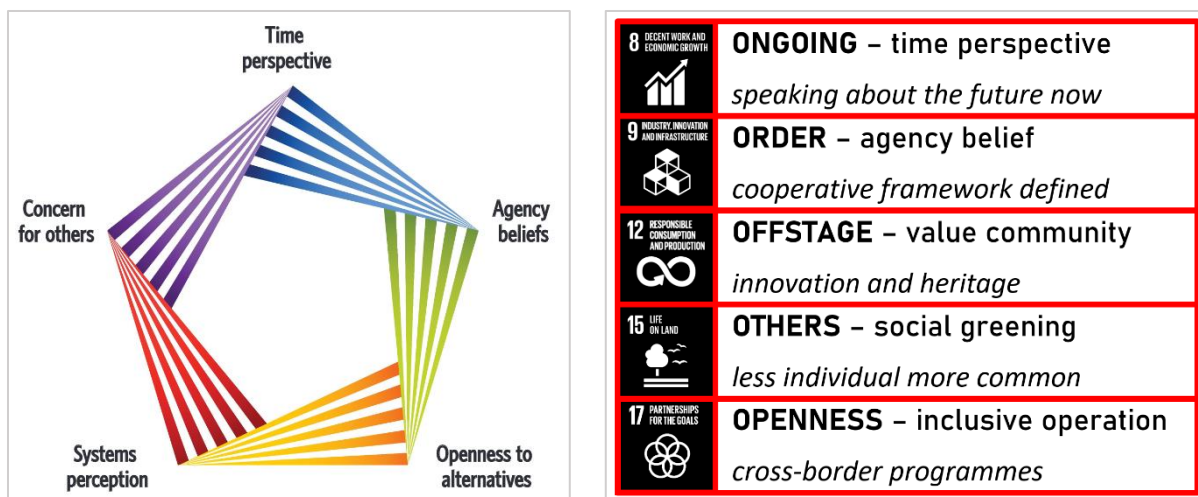 Time
perspective
Concern
for others
Agency
beliefs
Systems
perception
Openness to
alternatives
8 DECENT WORK AND
ECONOMIC GROWTH
ONGOING – time perspective
speaking about the future now
9 INDUSTRY, INNOVATION
AND INFRASTRUCTURE
ORDER – agency belief
cooperative framework defined
12 RESPONSIBLE
CONSUMPTION
AND PRODUCTION
OFFSTAGE – value community
innovation and heritage
15 LIFE
ON LAND
OTHERS – social greening
less individual more common
17 PARTNERSHIPS
FOR THE GOALS
OPENNESS – inclusive operation
cross-border programmes